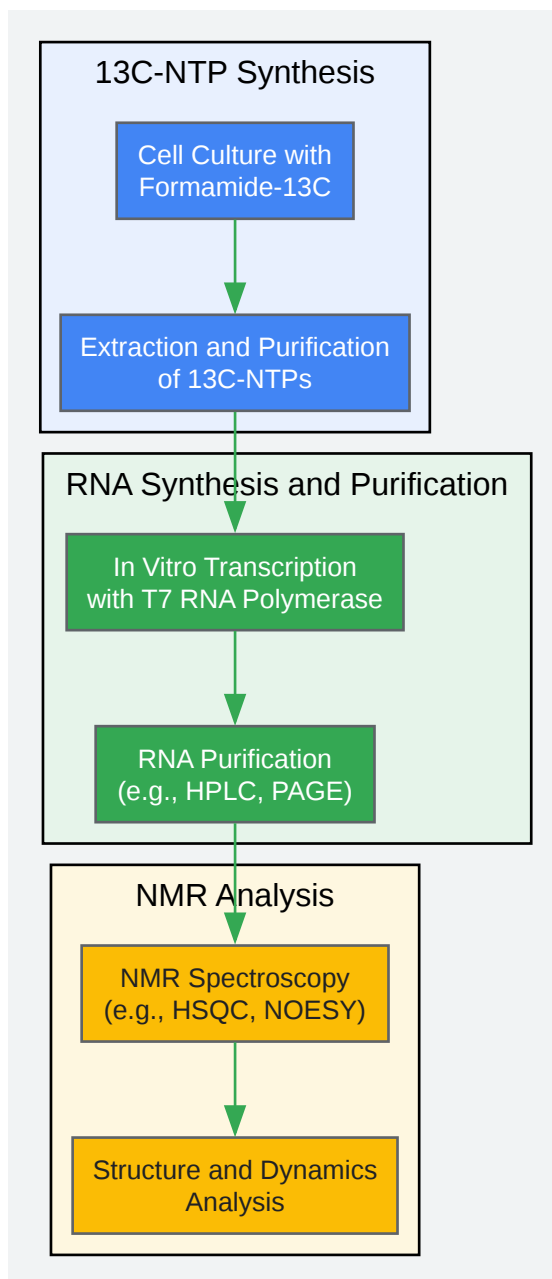 13C-NTP Synthesis
Cell Culture with
Formamide-13C
Extraction and Purification
of 13C-NTPs
RNA Synthesis and Purification
In Vitro Transcription
with T7 RNA Polymerase
RNA Purification
(e.g., HPLC, PAGE)
NMR Analysis
NMR Spectroscopy
(e.g., HSQC, NOESY)
Structure and Dynamics
Analysis